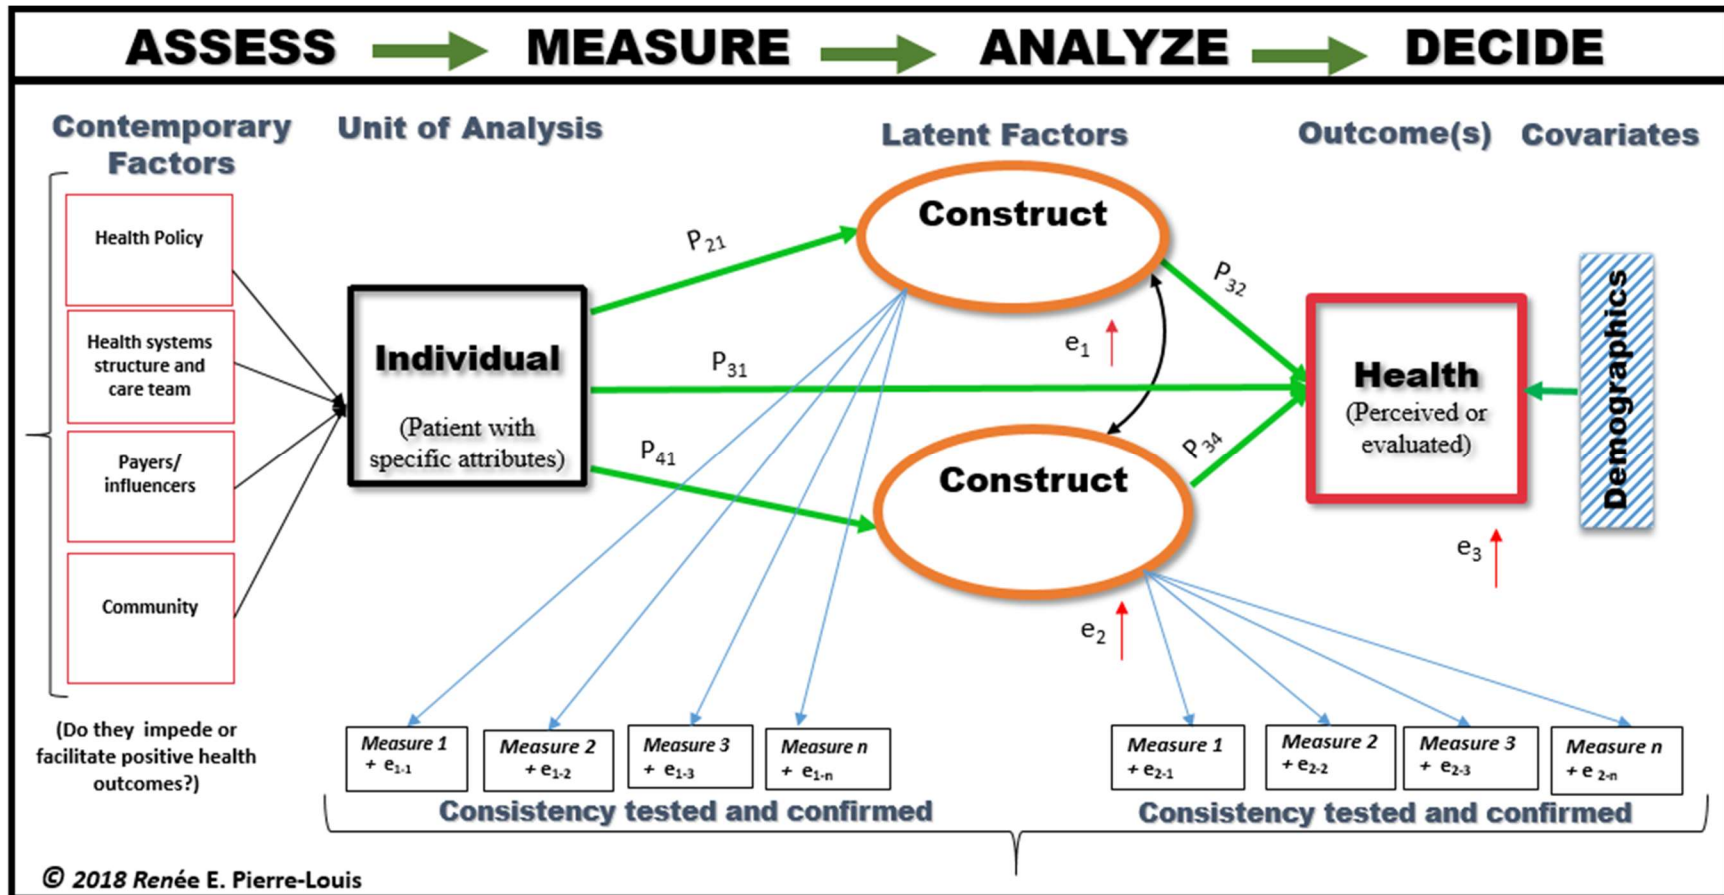 ASSESS MEASURE ANALYZE DECIDE
Contemporary
Factors
Unit of Analysis
Latent Factors
Outcome(s)
Covariates
Health Policy
Health systems
structure and
care team
Payers/
influencers
Community
(Do they impede or
facilitate positive health
outcomes?)
Individual
(Patient with
specific attributes)
P21
P31
P41
Construct
e1
Construct
e2
P32
P34
Health
(Perceived or
evaluated)
e3
Demographics
Measure 1
+ e1-1
Measure 2
+ e1-2
Measure 3
+ e1-3
Measure n
+ e1-n
Consistency tested and confirmed
Measure 1
+ e2-1
Measure 2
+ e2-2
Measure 3
+ e2-3
Measure n
+ e 2-n
Consistency tested and confirmed
© 2018 Renée E. Pierre-Louis